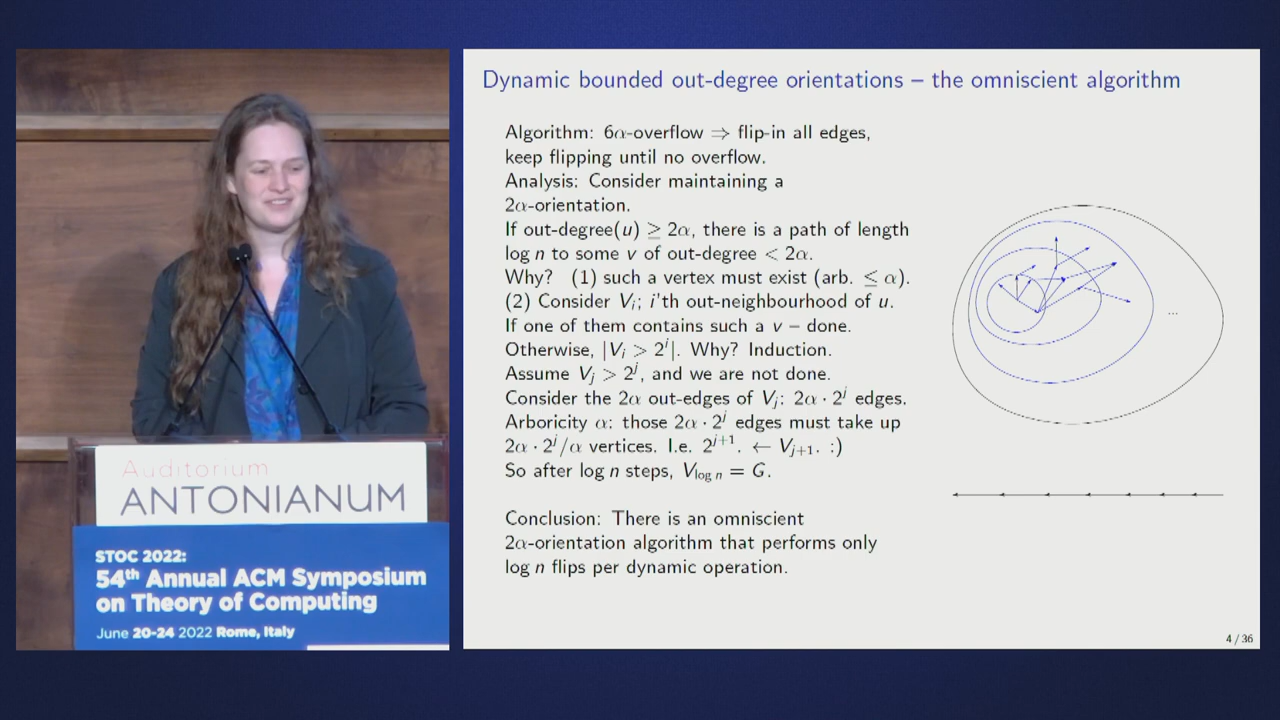 Dynamic bounded out-degree orientations – the omniscient algorithm
Algorithm: 6α-overflow ⇒ flip-in all edges,
keep flipping until no overflow.
Analysis: Consider maintaining a
2α-orientation.
If out-degree(u) ≥ 2α, there is a path of length
log n to some v of out-degree < 2α.
Why? (1) such a vertex must exist (arb. ≤ α).
(2) Consider V_i; i'th out-neighbourhood of u.
If one of them contains such a v – done.
Otherwise, |V_i > 2^i|. Why? Induction.
Assume V_j > 2^j, and we are not done.
Consider the 2α out-edges of V_j: 2α · 2^j edges.
Arboricity α: those 2α · 2^j edges must take up
2α · 2^j/α vertices. I.e. 2^{j+1}. ← V_{j+1}. :)
So after log n steps, V_{log n} = G.
Conclusion: There is an omniscient
2α-orientation algorithm that performs only
log n flips per dynamic operation.
...
4 / 36
Auditorium
ANTONIANUM
STOC 2022:
54th Annual ACM Symposium
on Theory of Computing
June 20-24 2022 Rome, Italy